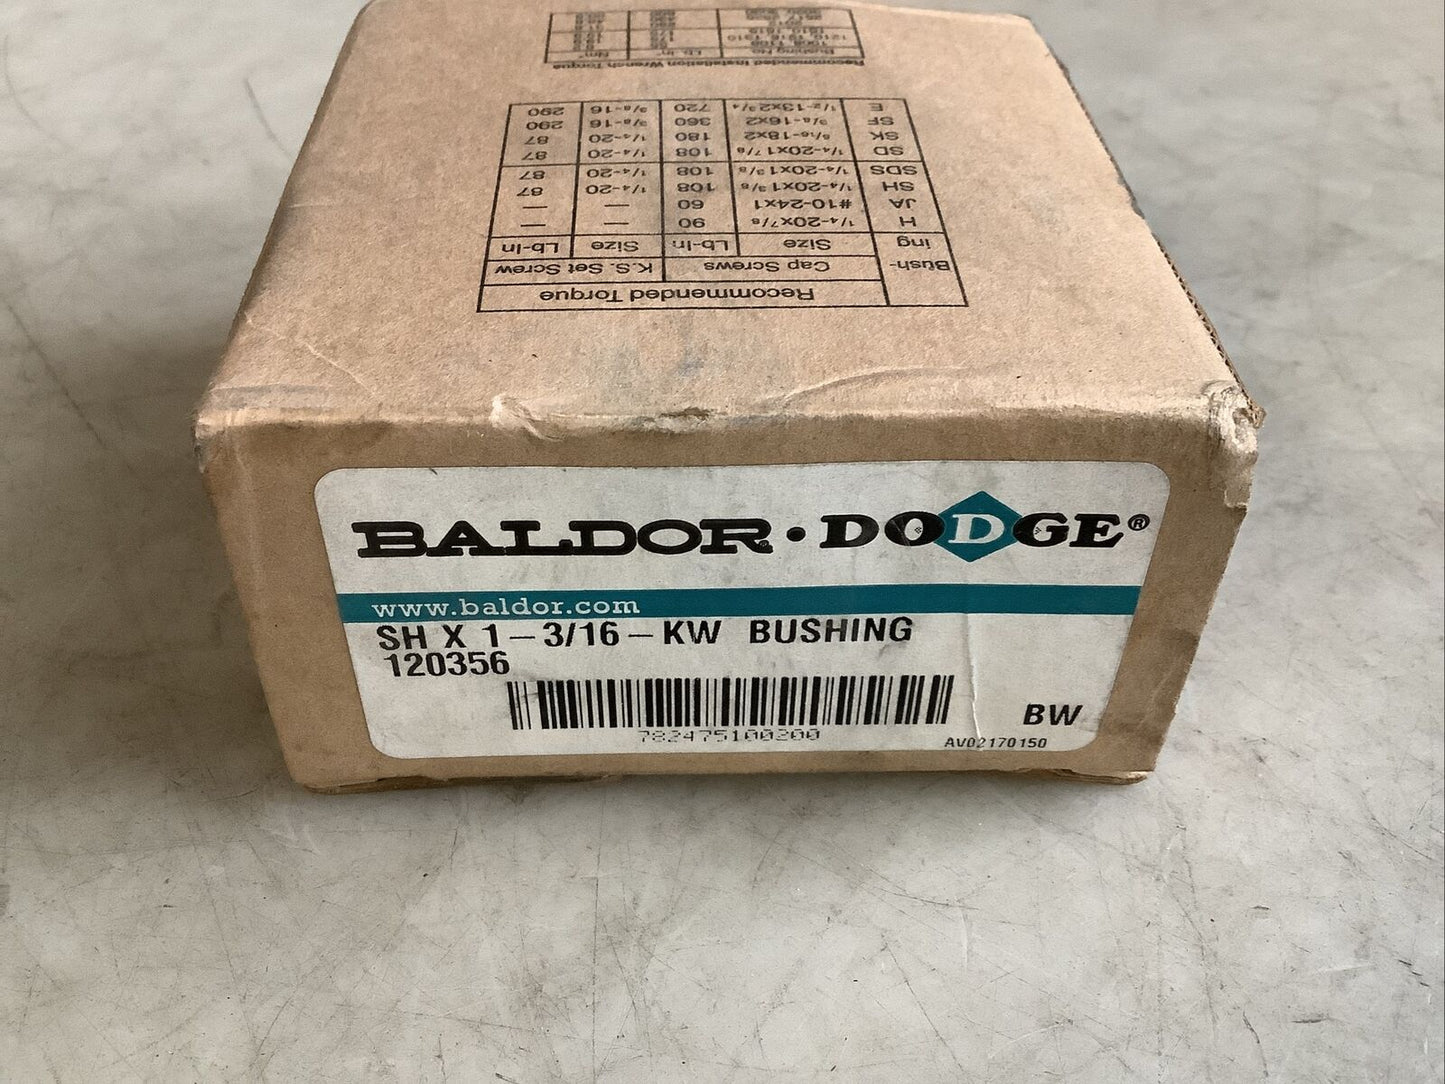 BALDOR • DODGE®
www.baldor.com
SH X 1-3/16-KW BUSHING
120356
782475100200
BW
AV02170150
Recommended Torque
Bush- Cap Screws K.S. Set Screw
ing Size Lb-In Size Lb-In
H 1/4-20x7/8 90 — —
JA #10-24x1 60 — —
SH 1/4-20x1 3/8 108 1/4-20 87
SDS 1/4-20x1 3/8 108 1/4-20 87
SD 1/4-20x1 7/8 108 1/4-20 87
SK 5/16-18x2 180 1/4-20 87
SF 3/8-16x2 360 3/8-16 290
E 1/2-13x2 3/4 720 3/8-16 290
Recommended Installation Wrench Torque
Bushing No. Lb-In* Nm*